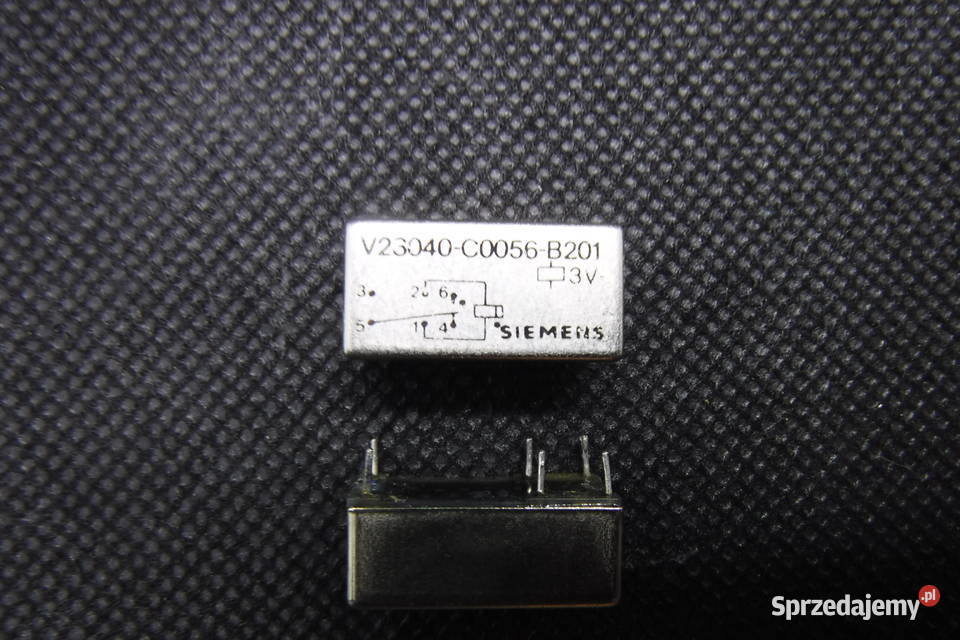 V23040-C0056-B201
3V
3 2 6
5 1 4
SIEMENS
Sprzedajemy.pl